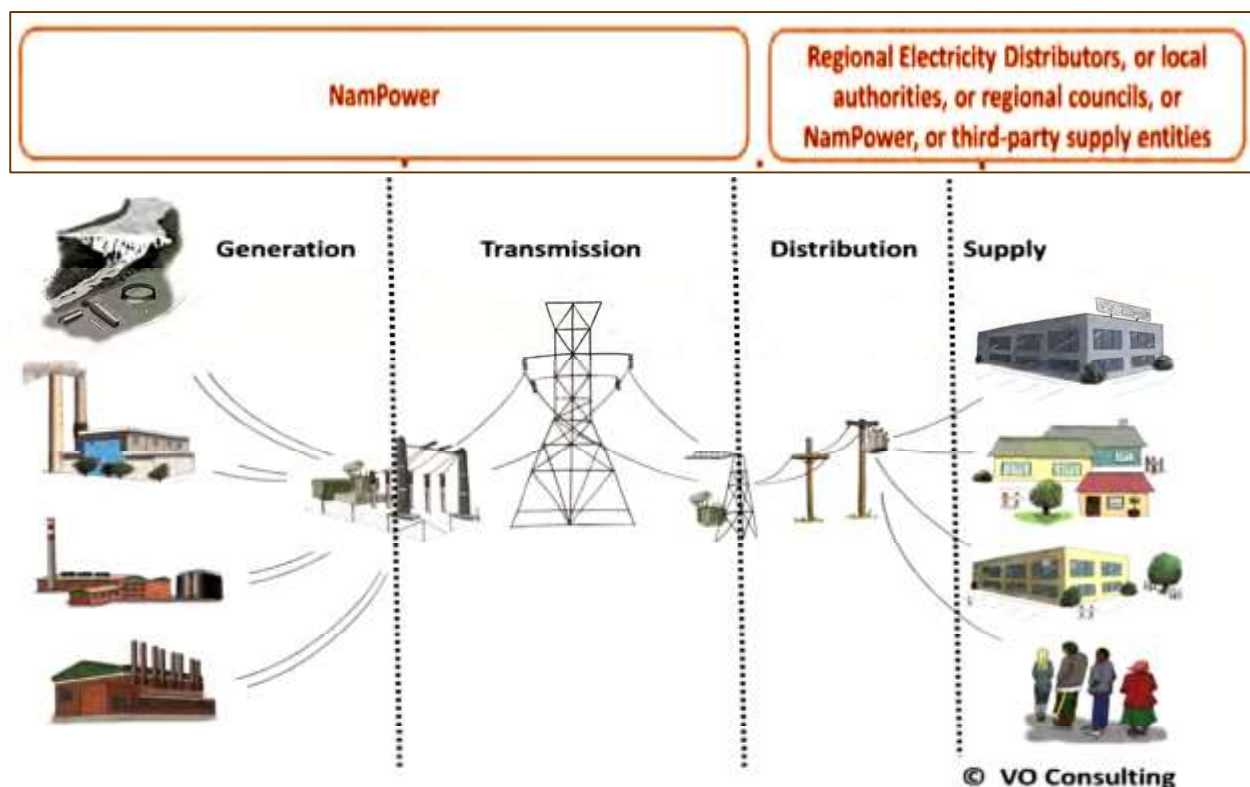 NamPower
Regional Electricity Distributors, or local
authorities, or regional councils, or
NamPower, or third-party supply entities
Generation
Transmission
Distribution
Supply
© VO Consulting